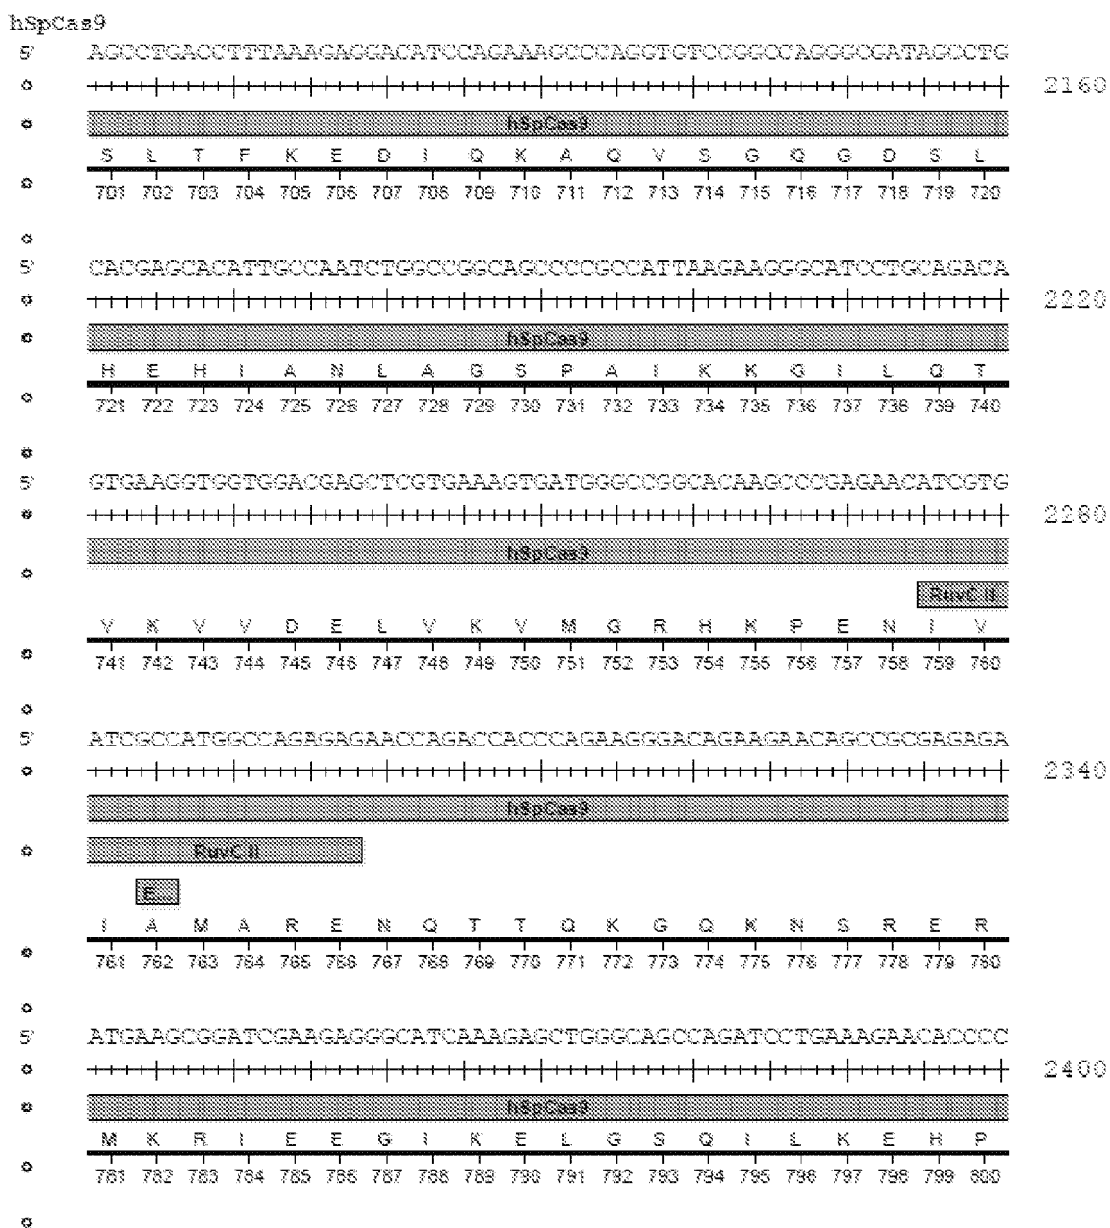 hSpCas9
5' AGCCTGACCTTTAAAGAGGACATCCAGAAAGCCCAGGTGTCCGGCCAGGGCGATAGCCTG
2160
hSpCas9
S L T F K E D I Q K A Q V S G Q G D S L
701 702 703 704 705 706 707 708 709 710 711 712 713 714 715 716 717 718 719 720
5' CACGAGCACATTGCCAATCTGGCCGGCAGCCCCGCCATTAAGAAGGGCATCCTGCAGACA
2220
hSpCas9
H E H I A N L A G S P A I K K G I L Q T
721 722 723 724 725 726 727 728 729 730 731 732 733 734 735 736 737 738 739 740
5' GTGAAGGTGGTGGACGAGCTCGTGAAAGTGATGGGCCGGCACAAGCCCGAGAACATCGTG
2280
hSpCas9
RuvC II
V K V V D E L V K V M G R H K P E N I V
741 742 743 744 745 746 747 748 749 750 751 752 753 754 755 756 757 758 759 760
5' ATCGCCATGGCCAGAGAGAACCAGACCACCCAGAAGGGACAGAAGAACAGCCGCGAGAGA
2340
hSpCas9
RuvC II
E...
I A M A R E N Q T T Q K G Q K N S R E R
761 762 763 764 765 766 767 768 769 770 771 772 773 774 775 776 777 778 779 780
5' ATGAAGCGGATCGAAGAGGGCATCAAAGAGCTGGGCAGCCAGATCCTGAAAGAACACCCC
2400
hSpCas9
M K R I E E G I K E L G S Q I L K E H P
781 782 783 784 785 786 787 788 789 790 791 792 793 794 795 796 797 798 799 800